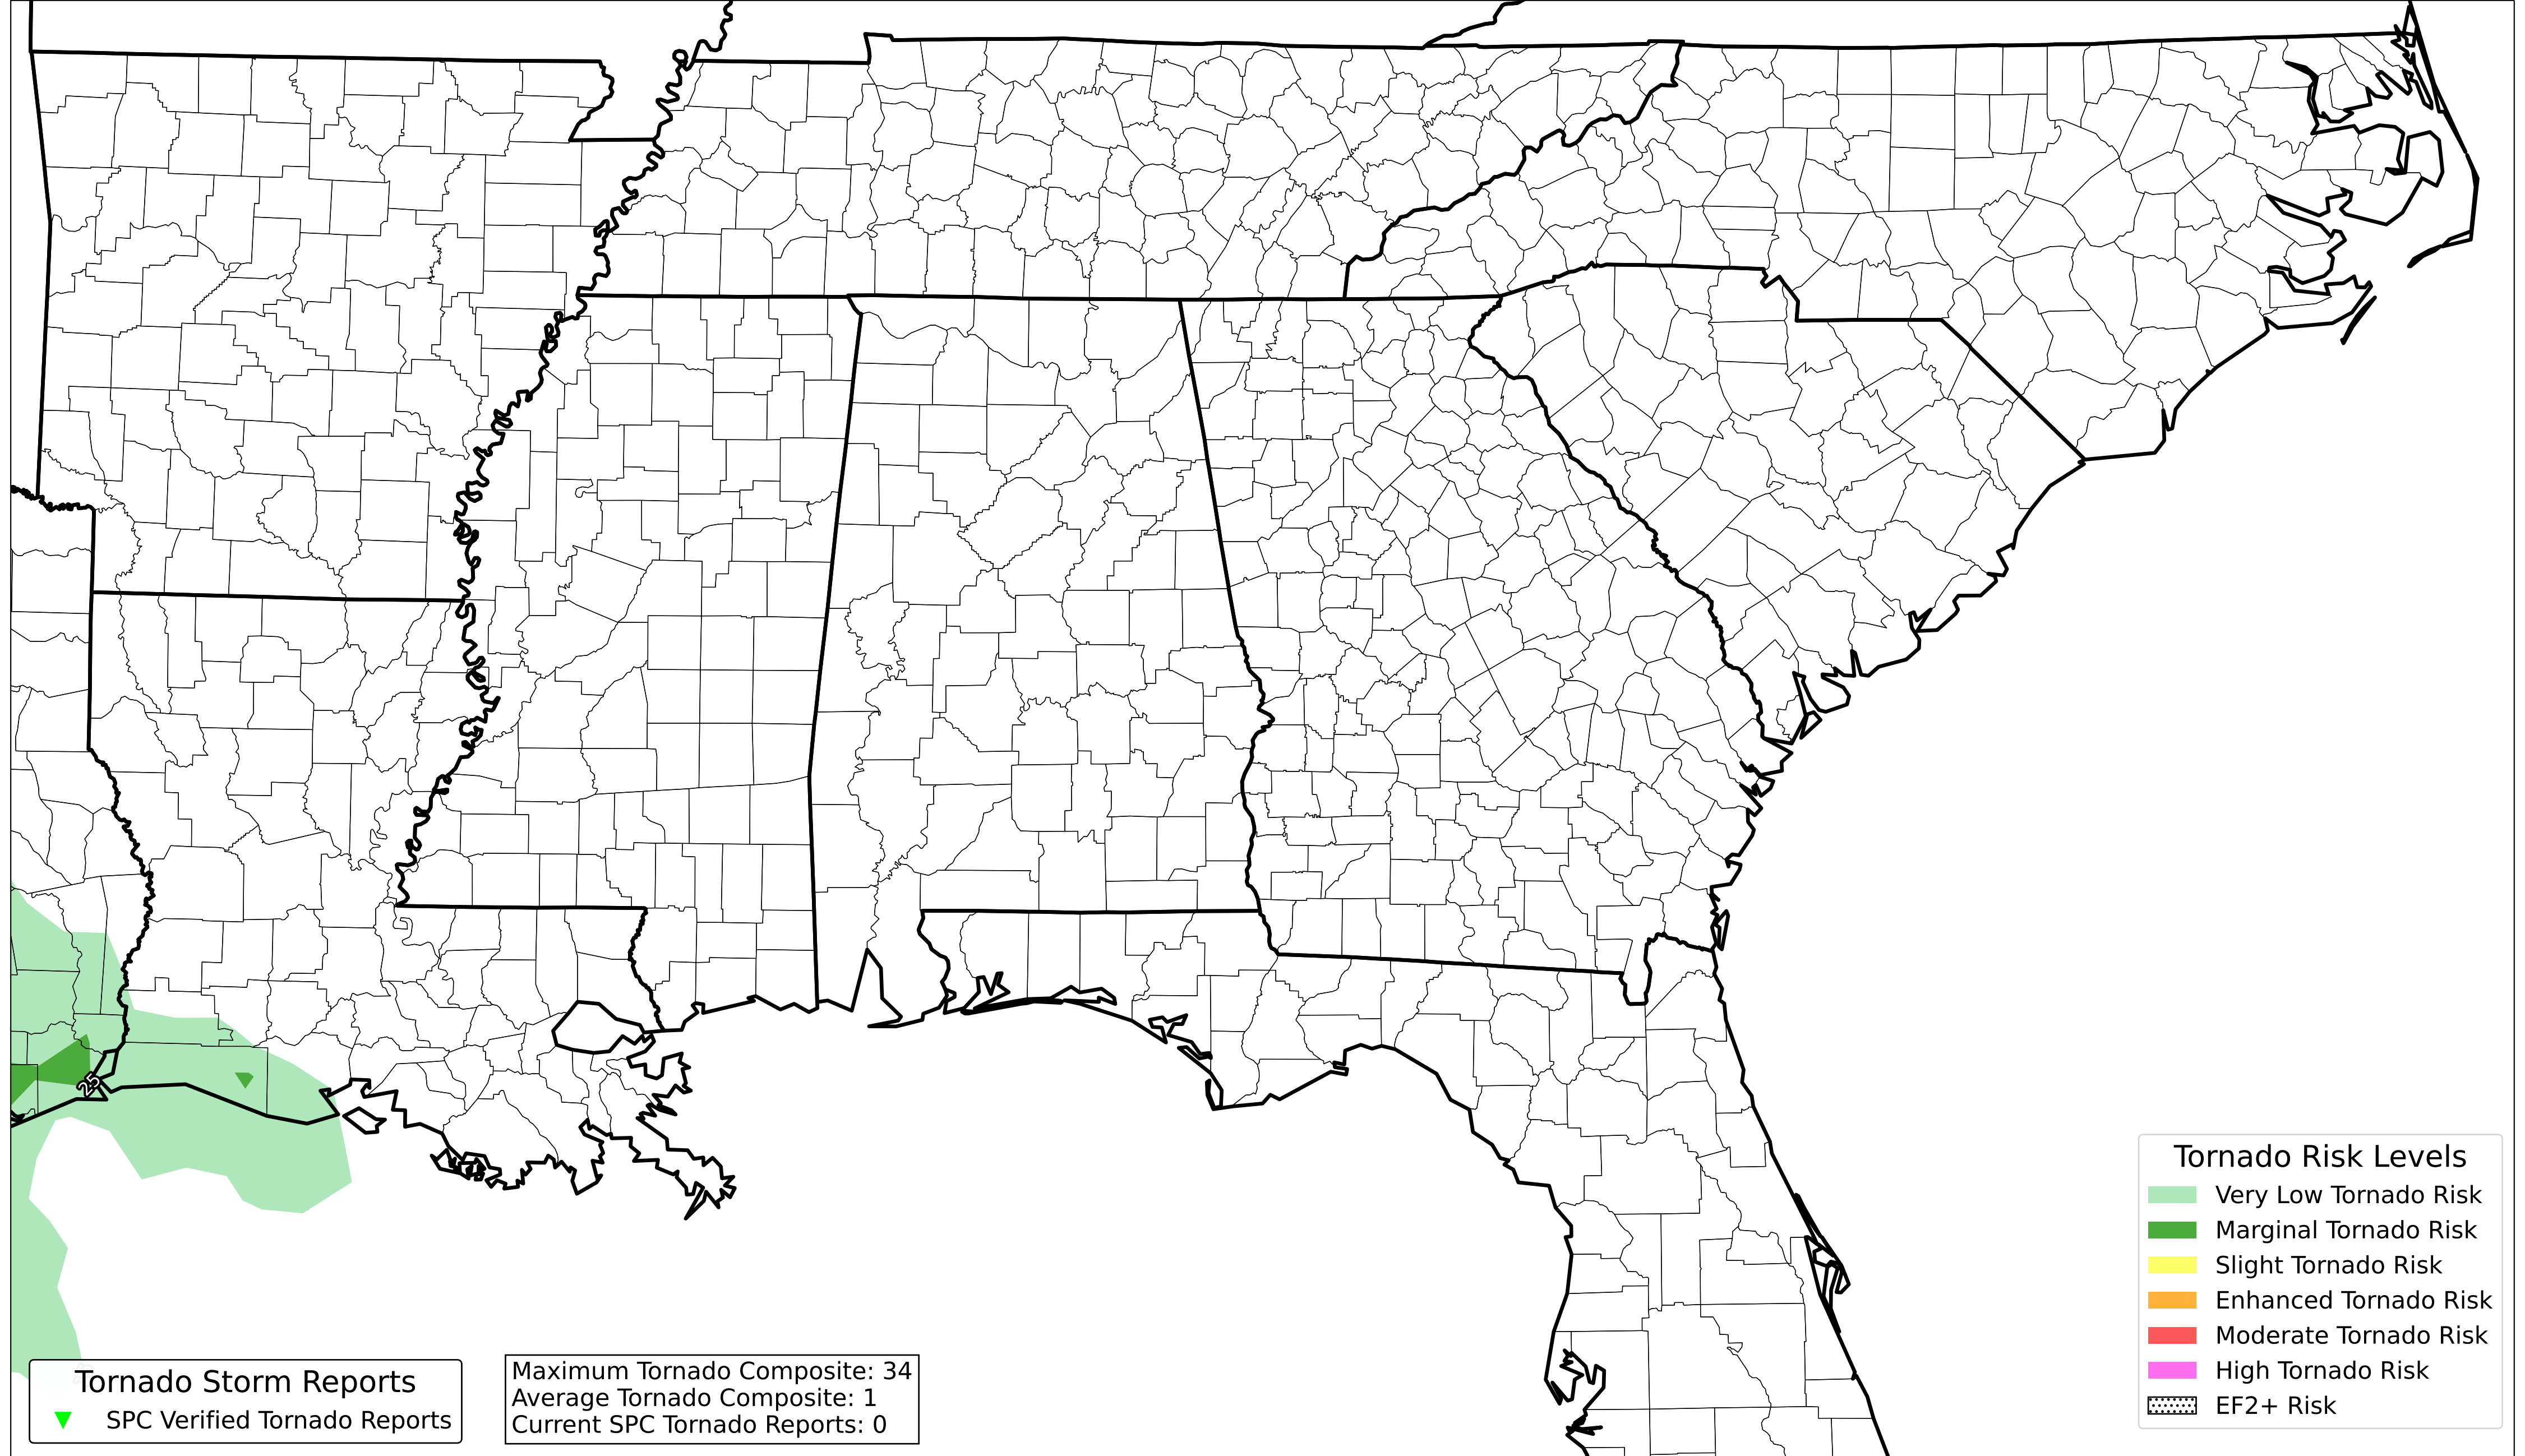 25
Tornado Storm Reports
SPC Verified Tornado Reports
Maximum Tornado Composite: 34
Average Tornado Composite: 1
Current SPC Tornado Reports: 0
Tornado Risk Levels
Very Low Tornado Risk
Marginal Tornado Risk
Slight Tornado Risk
Enhanced Tornado Risk
Moderate Tornado Risk
High Tornado Risk
EF2+ Risk